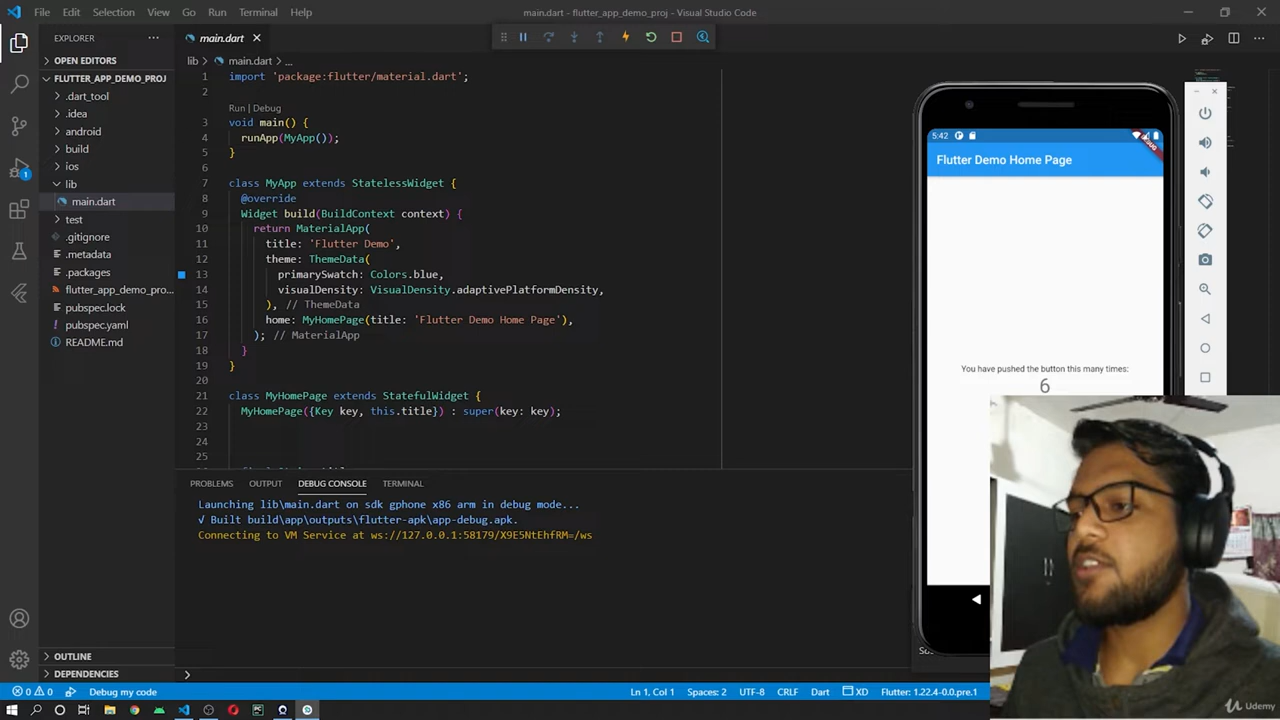 File Edit Selection View Go Run Terminal Help
main.dart - flutter_app_demo_proj - Visual Studio Code
EXPLORER
OPEN EDITORS
FLUTTER_APP_DEMO_PROJ
.dart_tool
.idea
android
build
ios
lib
main.dart
test
.gitignore
.metadata
.packages
flutter_app_demo_pro...
pubspec.lock
pubspec.yaml
README.md
OUTLINE
DEPENDENCIES
1
main.dart
lib > main.dart > ...
1 import 'package:flutter/material.dart';
2
Run | Debug
3 void main() {
4 runApp(MyApp());
5 }
6
7 class MyApp extends StatelessWidget {
8 @override
9 Widget build(BuildContext context) {
10 return MaterialApp(
11 title: 'Flutter Demo',
12 theme: ThemeData(
13 primarySwatch: Colors.blue,
14 visualDensity: VisualDensity.adaptivePlatformDensity,
15 ), // ThemeData
16 home: MyHomePage(title: 'Flutter Demo Home Page'),
17 ); // MaterialApp
18 }
19 }
20
21 class MyHomePage extends StatefulWidget {
22 MyHomePage({Key key, this.title}) : super(key: key);
23
24
25
PROBLEMS OUTPUT DEBUG CONSOLE TERMINAL
Launching lib\main.dart on sdk gphone x86 arm in debug mode...
√ Built build\app\outputs\flutter-apk\app-debug.apk.
Connecting to VM Service at ws://127.0.0.1:58179/X9E5NtEhfRM=/ws
5:42
DEBUG
Flutter Demo Home Page
You have pushed the button this many times:
6
0 0 Debug my code
Ln 1, Col 1 Spaces: 2 UTF-8 CRLF Dart XD Flutter: 1.22.4-0.0.pre.1
Udemy